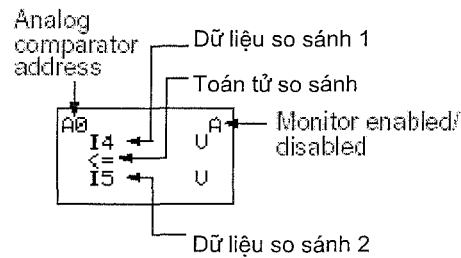 Analog
comparator
address
Dữ liệu so sánh 1
Toán tử so sánh
A0 A
I4 V
<=
I5 V
Monitor enabled/
disabled
Dữ liệu so sánh 2